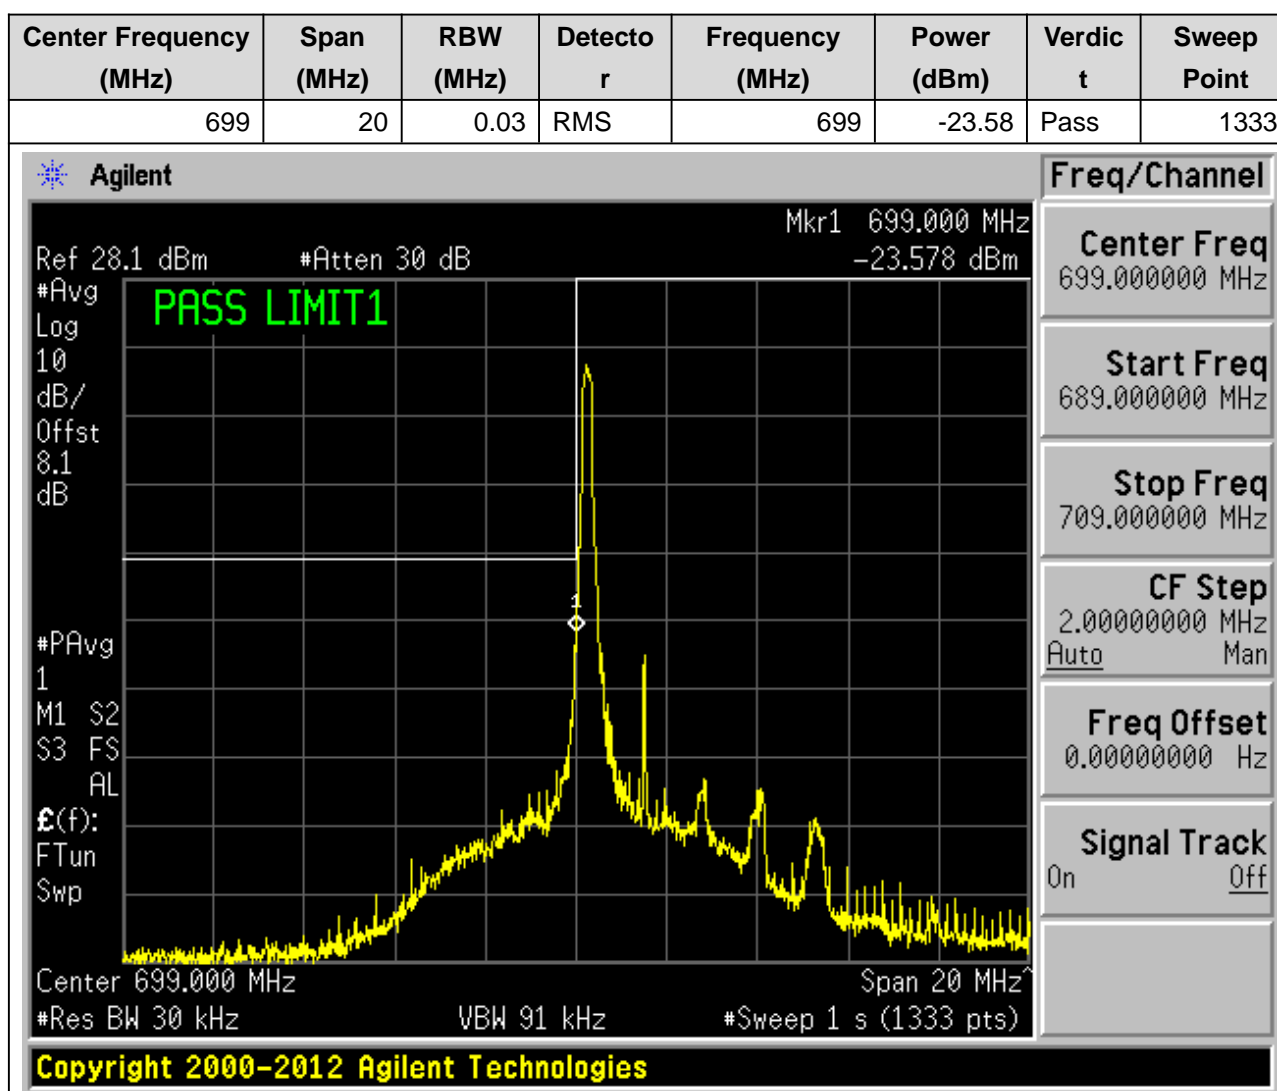 Center Frequency (MHz) Span (MHz) RBW (MHz) Detecto r Frequency (MHz) Power (dBm) Verdic t Sweep Point
699 20 0.03 RMS 699 -23.58 Pass 1333
Agilent
Freq/Channel
Mkr1 699.000 MHz
Ref 28.1 dBm #Atten 30 dB -23.578 dBm
#Avg
Log
10
dB/
Offst
8.1
dB
PASS LIMIT1
1
#PAvg
1
M1 S2
S3 FS
AL
£(f):
FTun
Swp
Center 699.000 MHz Span 20 MHz^
#Res BW 30 kHz VBW 91 kHz #Sweep 1 s (1333 pts)
Center Freq
699.000000 MHz
Start Freq
689.000000 MHz
Stop Freq
709.000000 MHz
CF Step
2.00000000 MHz
Auto Man
Freq Offset
0.00000000 Hz
Signal Track
On Off
Copyright 2000-2012 Agilent Technologies